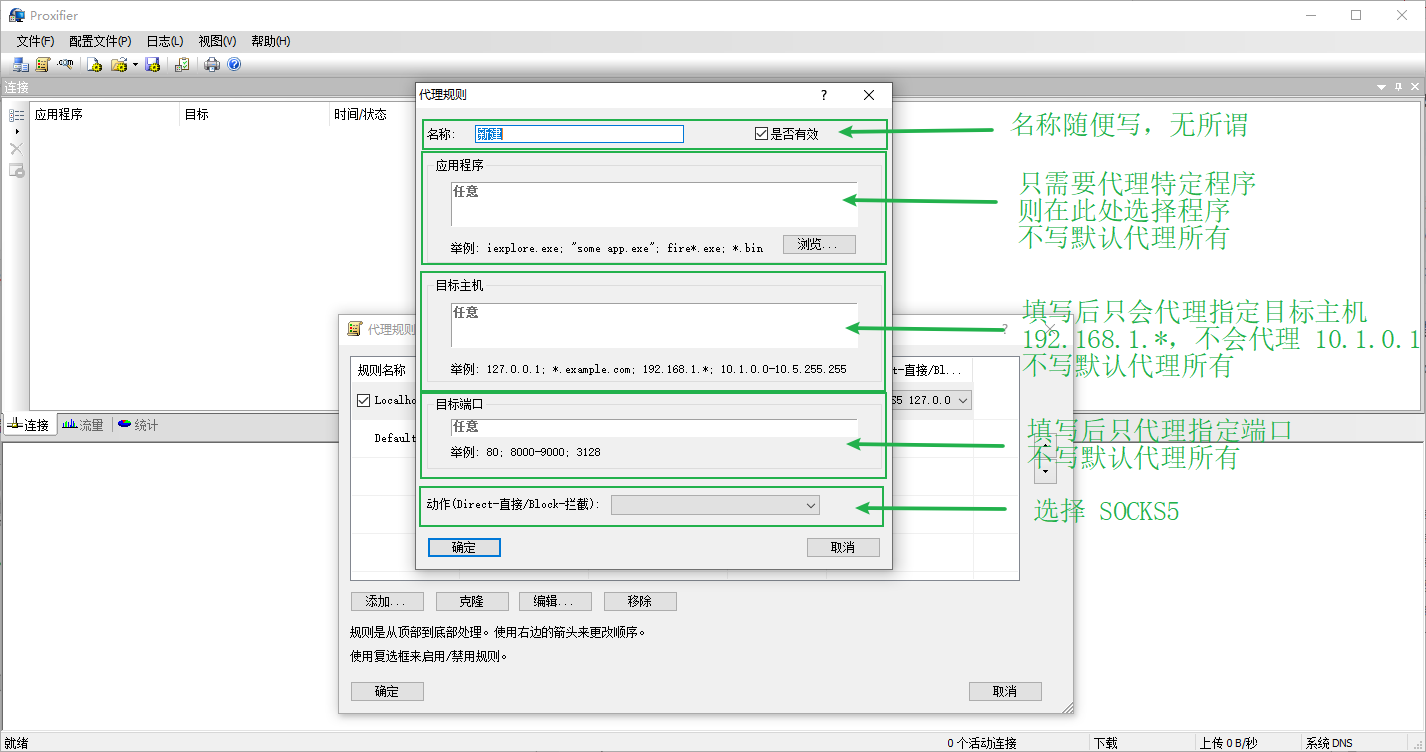 Proxifier
文件(F) 配置文件(P) 日志(L) 视图(V) 帮助(H)
连接
应用程序 目标 时间/状态
代理规则 ?
名称: 新建 是否有效
应用程序
任意
举例: iexplore.exe; "some app.exe"; fire*.exe; *.bin 浏览...
目标主机
任意
举例: 127.0.0.1; *.example.com; 192.168.1.*; 10.1.0.0-10.5.255.255
目标端口
任意
举例: 80; 8000-9000; 3128
动作(Direct-直接/Block-拦截):
确定 取消
名称随便写，无所谓
只需要代理特定程序
则在此处选择程序
不写默认代理所有
填写后只会代理指定目标主机
192.168.1.*，不会代理 10.1.0.1
不写默认代理所有
填写后只代理指定端口
不写默认代理所有
选择 SOCKS5
代理规则 ?
规则名称 t-直接/Bl...
Localho 65 127.0.0
Default
添加... 克隆 编辑... 移除
规则是从顶部到底部处理。使用右边的箭头来更改顺序。
使用复选框来启用/禁用规则。
确定 取消
连接 流量 统计
就绪 0 个活动连接 下载 上传 0 B/秒 系统 DNS